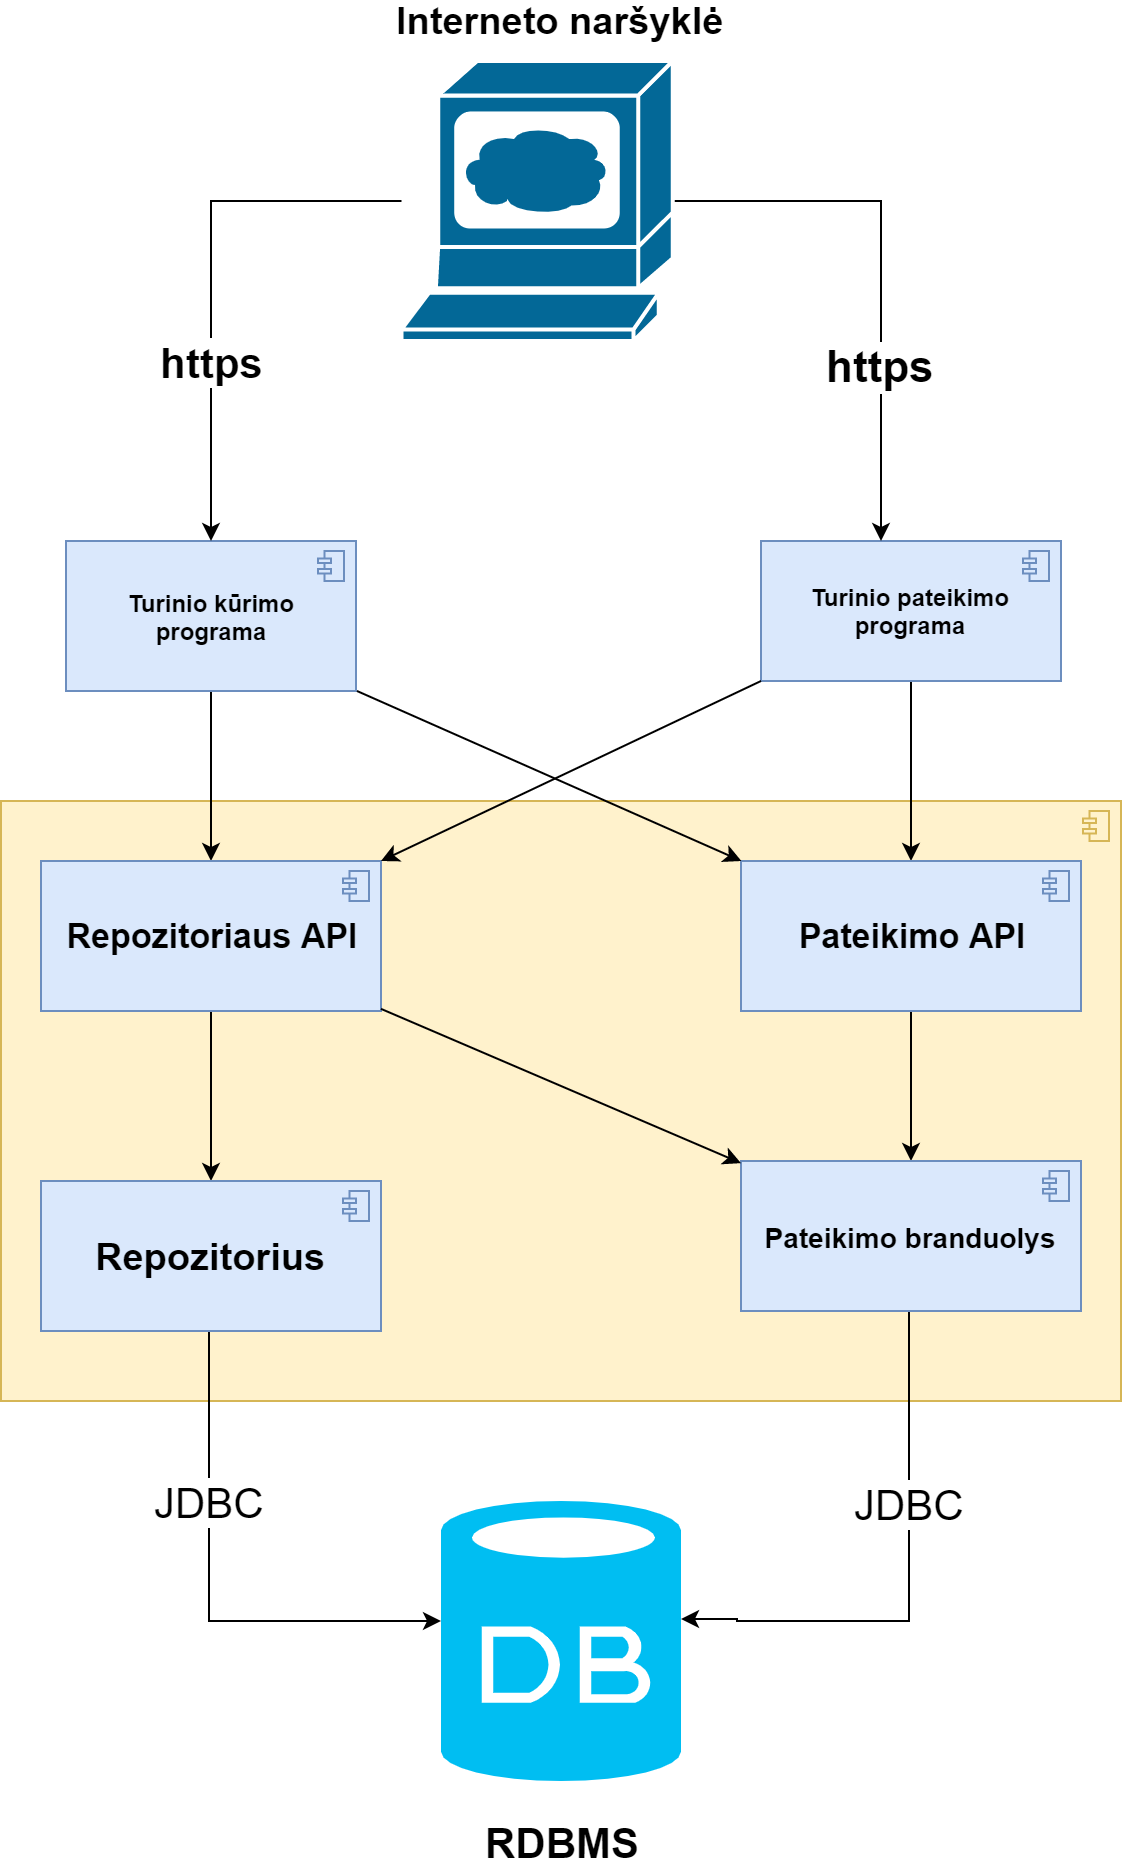 Interneto naršyklė
https
https
Turinio kūrimo
programa
Turinio pateikimo
programa
Repozitoriaus API
Pateikimo API
Repozitorius
Pateikimo branduolys
JDBC
JDBC
DB
RDBMS